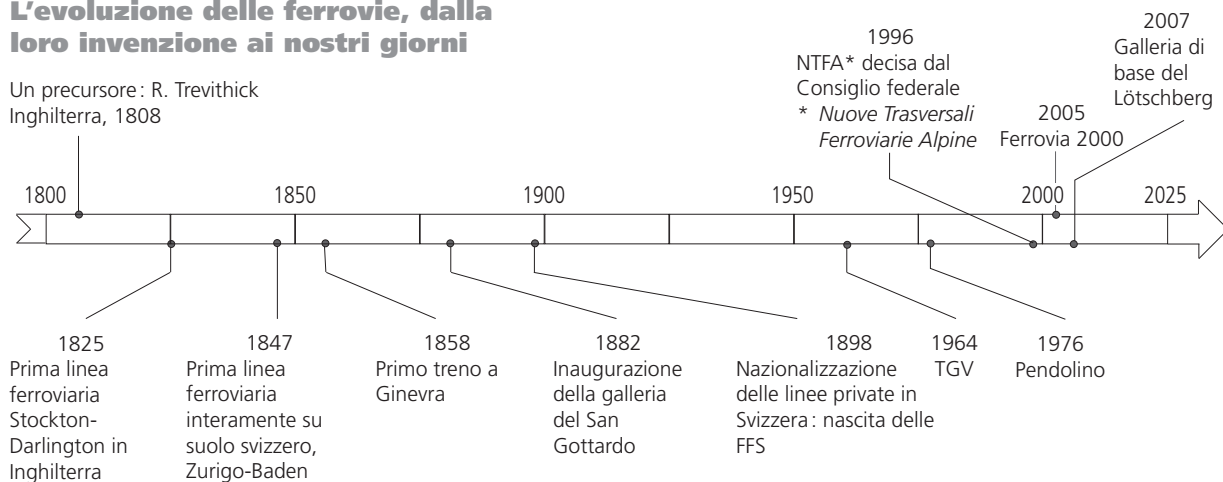 L'evoluzione delle ferrovie, dalla
loro invenzione ai nostri giorni
Un precursore: R. Trevithick
Inghilterra, 1808
1996
NTFA* decisa dal
Consiglio federale
* Nuove Trasversali
Ferroviarie Alpine
2005
Ferrovia 2000
2007
Galleria di
base del
Lötschberg
1800
1850
1900
1950
2000
2025
1825
Prima linea
ferroviaria
Stockton-
Darlington in
Inghilterra
1847
Prima linea
ferroviaria
interamente su
suolo svizzero,
Zurigo-Baden
1858
Primo treno a
Ginevra
1882
Inaugurazione
della galleria
del San
Gottardo
1898
Nazionalizzazione
delle linee private in
Svizzera: nascita delle
FFS
1964
TGV
1976
Pendolino